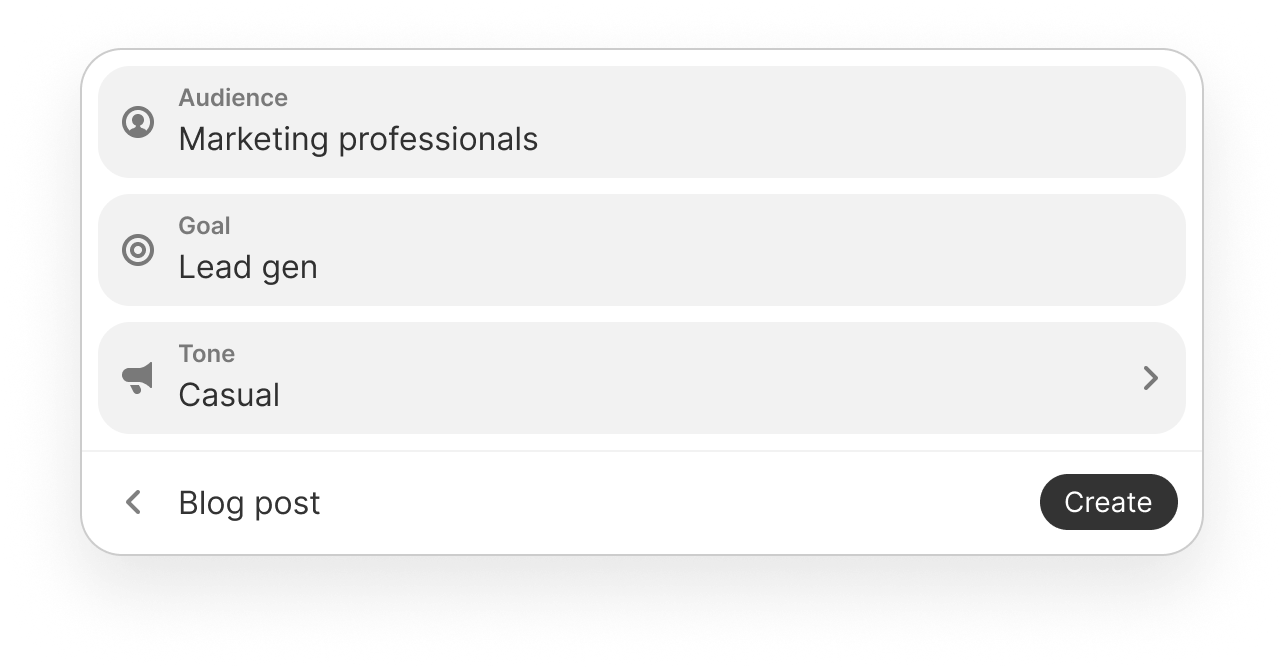 Audience
Marketing professionals
Goal
Lead gen
Tone
Casual
Blog post
Create